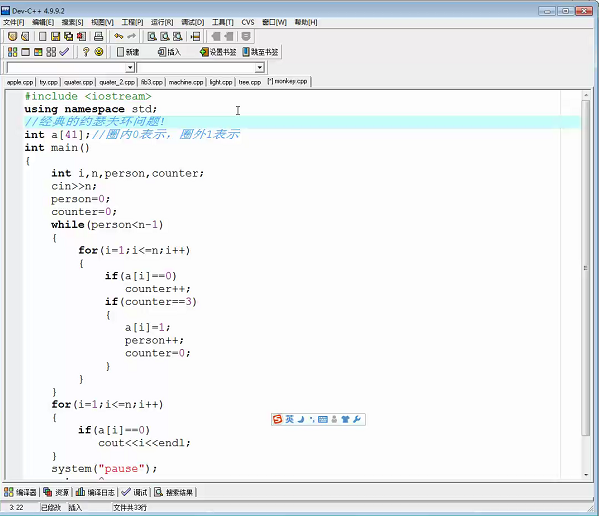 Dev-C++ 4.9.9.2
文件[F] 编辑[E] 搜索[S] 视图[V] 工程[P] 运行[R] 调试[D] 工具[T] CVS 窗口[W] 帮助[H]
新建 插入 设置书签 跳至书签
apple.cpp try.cpp quater.cpp quater_2.cpp fib3.cpp machine.cpp light.cpp tree.cpp [*] monkey.cpp
#include <iostream>
using namespace std;
//经典的约瑟夫环问题!
int a[41];//圈内0表示，圈外1表示
int main()
{
int i,n,person,counter;
cin>>n;
person=0;
counter=0;
while(person<n-1)
{
for(i=1;i<=n;i++)
{
if(a[i]==0)
counter++;
if(counter==3)
{
a[i]=1;
person++;
counter=0;
}
}
}
for(i=1;i<=n;i++)
{
if(a[i]==0)
cout<<i<<endl;
}
system("pause");
英
编译器 资源 编译日志 调试 搜索结果
3: 22 已修改 插入 文件共33行